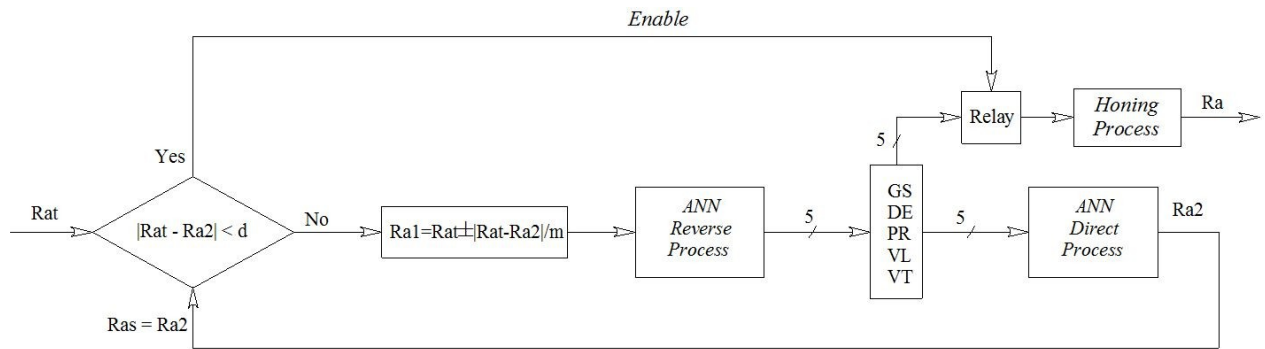 Enable
Relay
Honing
Process
Ra
5
Yes
Rat
|Rat - Ra2| < d
No
Ra1=Rat±|Rat-Ra2|/m
ANN
Reverse
Process
5
GS
DE
PR
VL
VT
5
ANN
Direct
Process
Ra2
Ras = Ra2